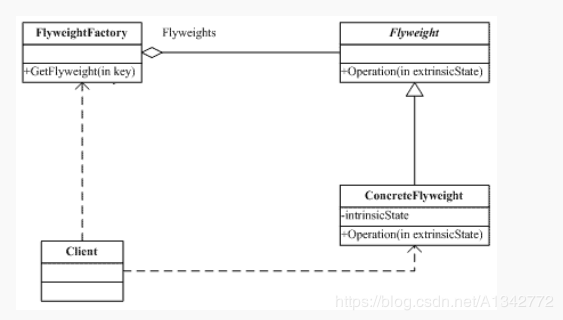 FlyweightFactory
Flyweights
Flyweight
+GetFlyweight(in key)
+Operation(in extrinsicState)
ConcreteFlyweight
-intrinsicState
+Operation(in extrinsicState)
Client
https://blog.csdn.net/A1342772